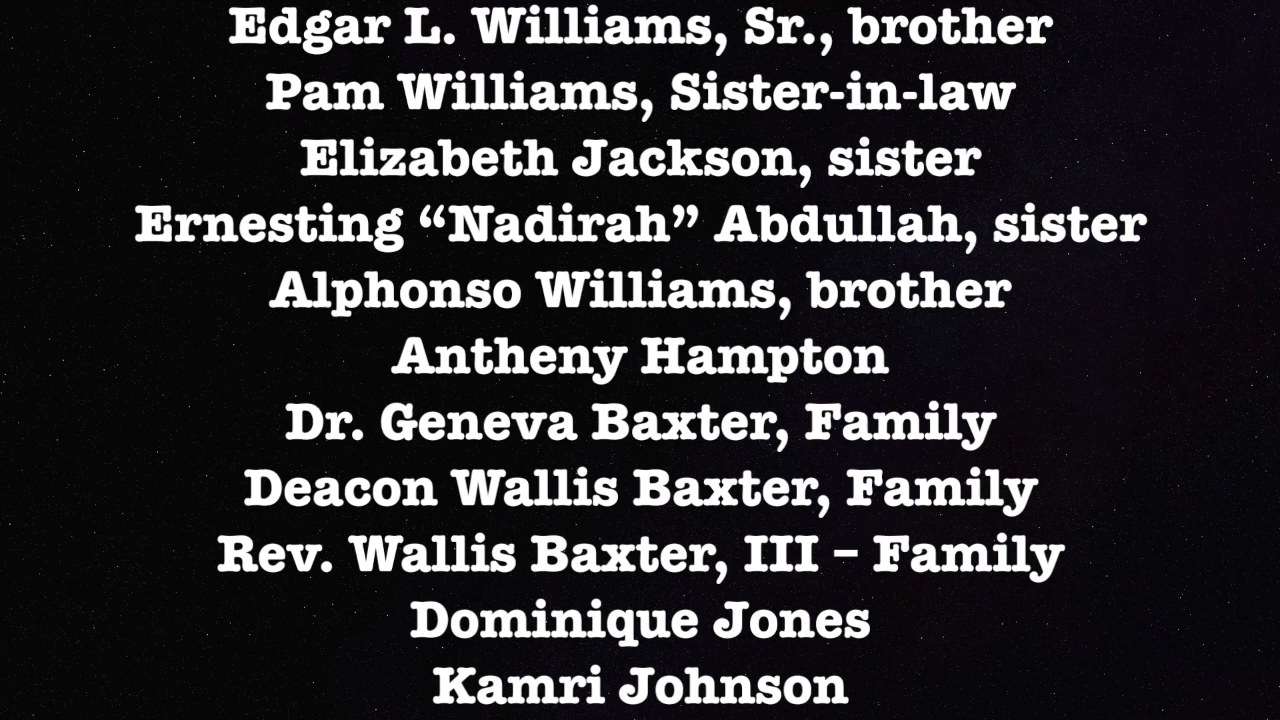 Edgar L. Williams, Sr., brother
Pam Williams, Sister-in-law
Elizabeth Jackson, sister
Ernesting “Nadirah” Abdullah, sister
Alphonso Williams, brother
Antheny Hampton
Dr. Geneva Baxter, Family
Deacon Wallis Baxter, Family
Rev. Wallis Baxter, III – Family
Dominique Jones
Kamri Johnson